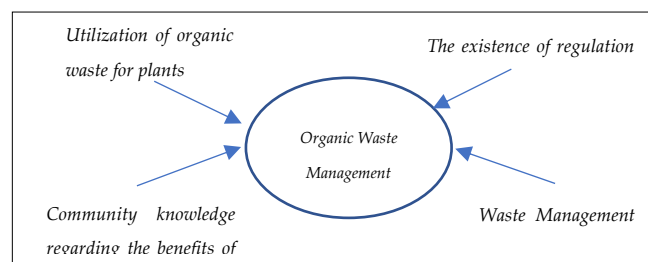 Utilization of organic
waste for plants
The existence of regulation
Organic Waste
Management
Community knowledge
regarding the benefits of
Waste Management